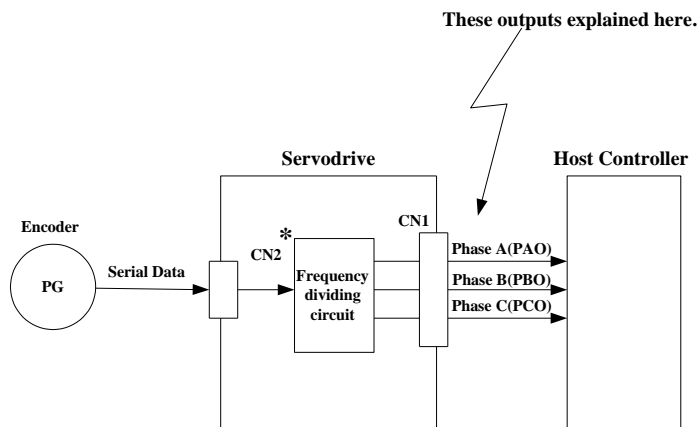 These outputs explained here.
Servodrive
Host Controller
Encoder
PG
Serial Data
CN2
*
Frequency
dividing
circuit
CN1
Phase A(PAO)
Phase B(PBO)
Phase C(PCO)